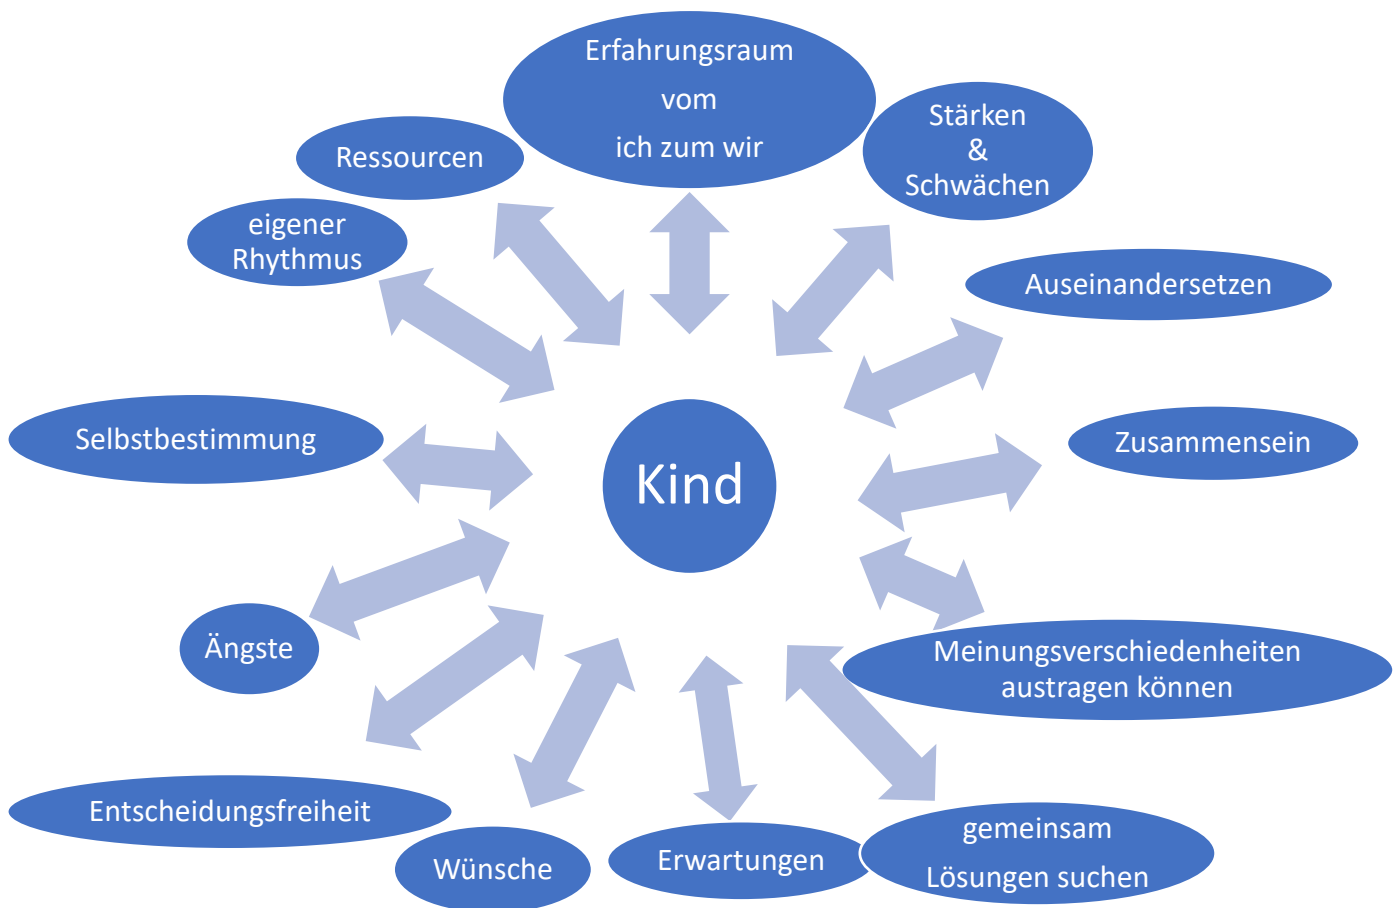 Erfahrungsraum
vom
ich zum wir
Stärken
&
Schwächen
Auseinandersetzen
Zusammensein
Meinungsverschiedenheiten
austragen können
gemeinsam
Lösungen suchen
Erwartungen
Wünsche
Entscheidungsfreiheit
Ängste
Selbstbestimmung
eigener
Rhythmus
Ressourcen
Kind